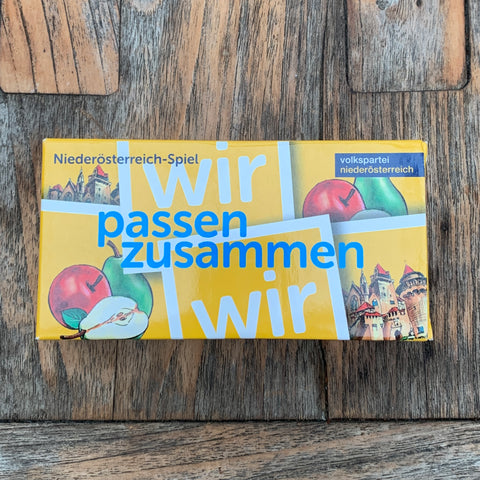 Niederösterreich-Spiel
wir
volkspartei
niederösterreich
passen
zusammen
wir